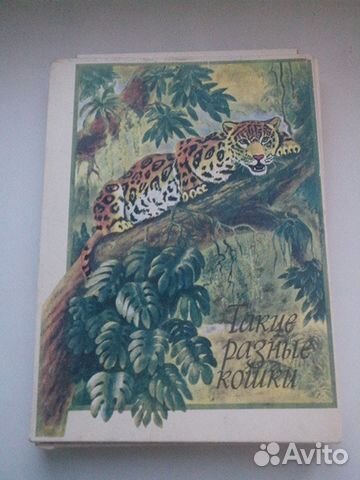 Такие
разные
кошки
Avito